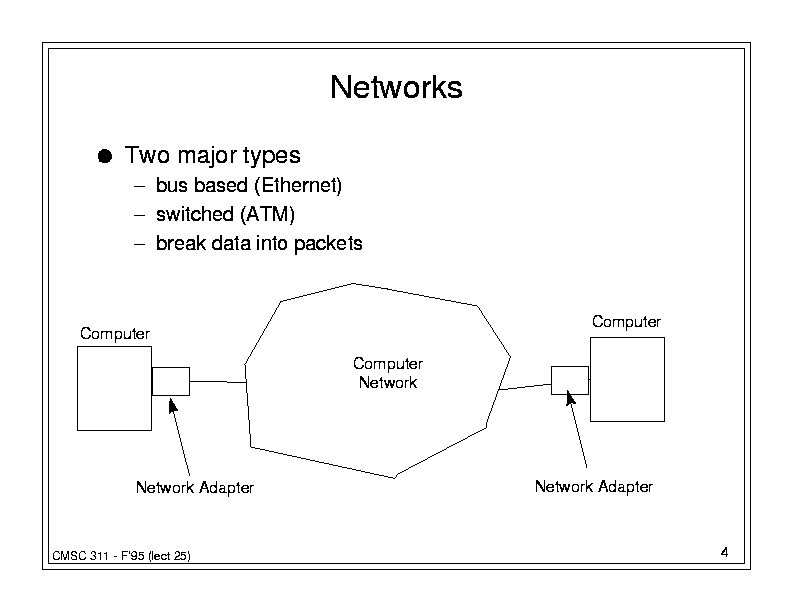 Networks
● Two major types
– bus based (Ethernet)
– switched (ATM)
– break data into packets
Computer
Computer
Computer
Network
Network Adapter
Network Adapter
CMSC 311 - F'95 (lect 25)
4